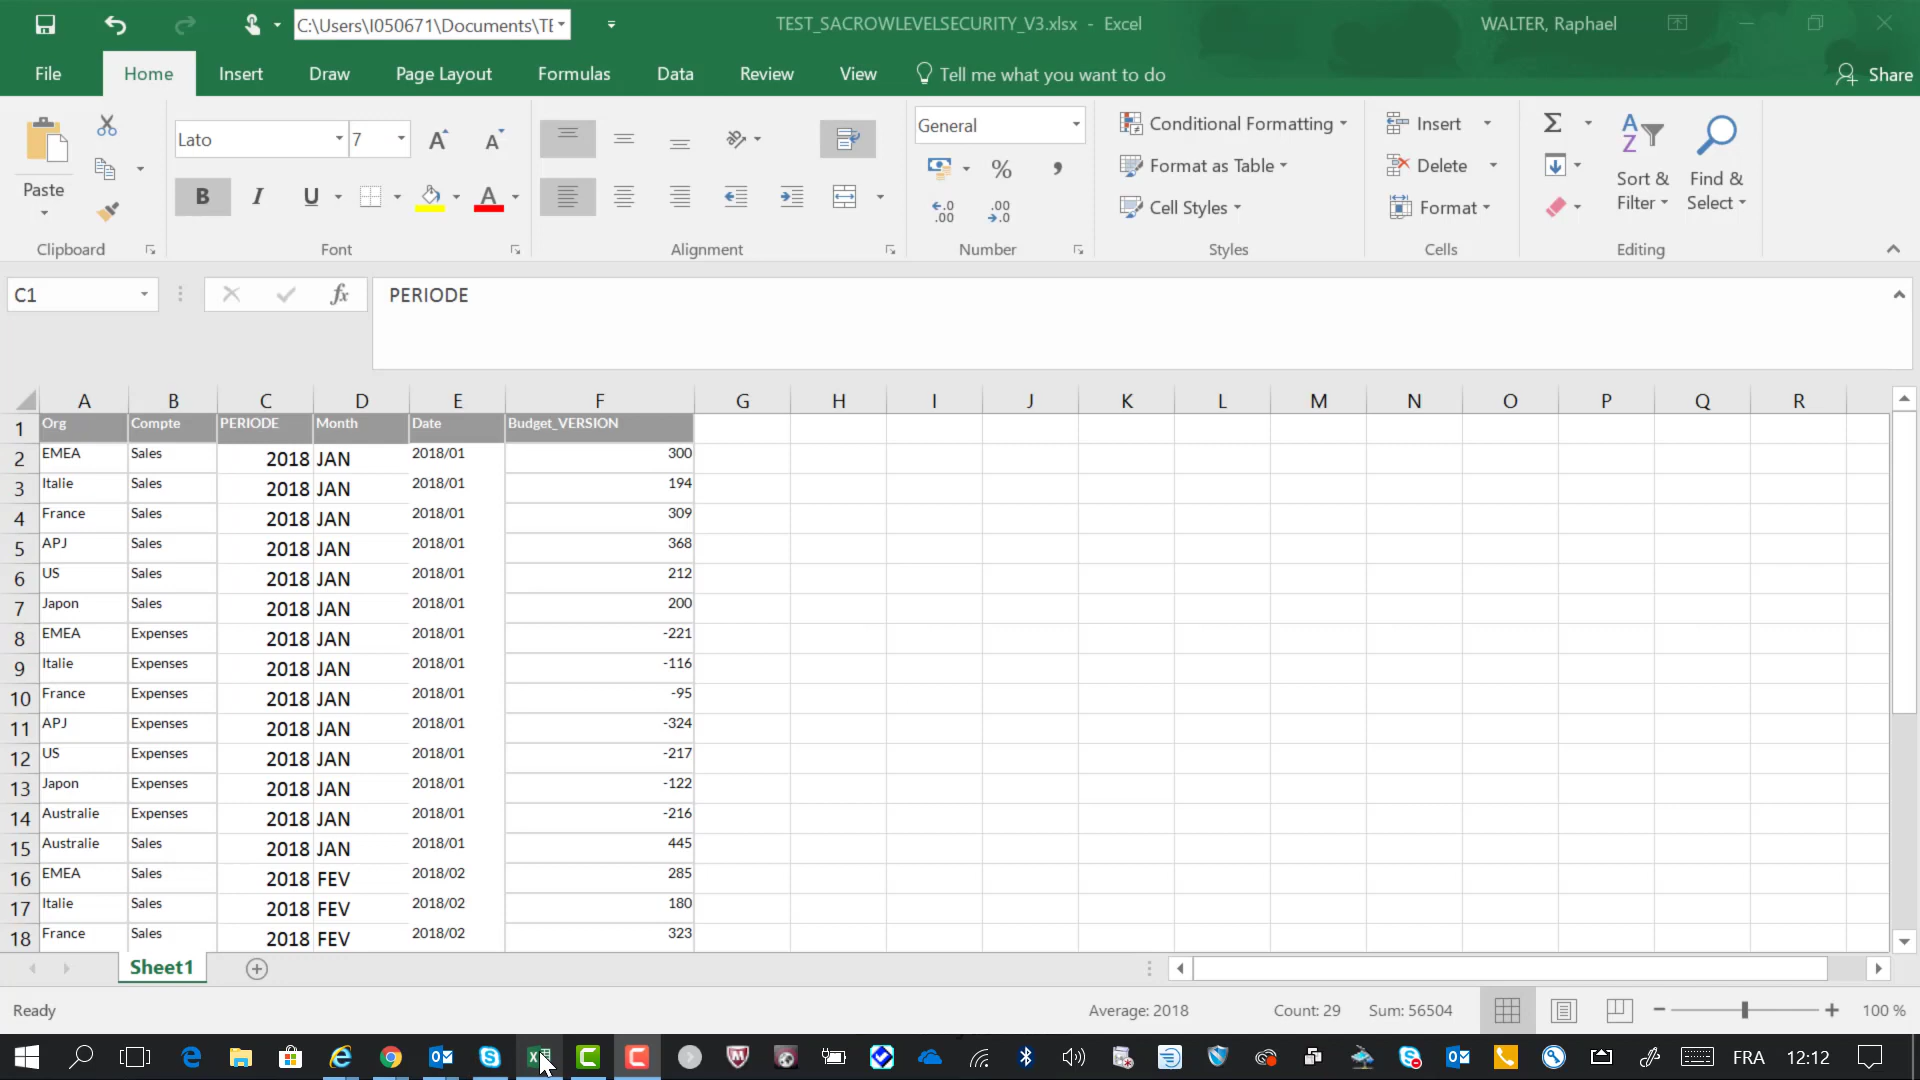 C:\Users\I050671\Documents\TE
TEST_SACROWLEVELSECURITY_V3.xlsx - Excel
WALTER, Raphael
File Home Insert Draw Page Layout Formulas Data Review View Tell me what you want to do Share
Paste
Clipboard
Lato 7
B I U A
Font
Alignment
General
% ,
Number
Conditional Formatting
Format as Table
Cell Styles
Styles
Insert
Delete
Format
Cells
Sort & Filter
Find & Select
Editing
C1 fx PERIODE
A B C D E F G H I J K L M N O P Q R
1 Org Compte PERIODE Month Date Budget_VERSION
2 EMEA Sales 2018 JAN 2018/01 300
3 Italie Sales 2018 JAN 2018/01 194
4 France Sales 2018 JAN 2018/01 309
5 APJ Sales 2018 JAN 2018/01 368
6 US Sales 2018 JAN 2018/01 212
7 Japon Sales 2018 JAN 2018/01 200
8 EMEA Expenses 2018 JAN 2018/01 -221
9 Italie Expenses 2018 JAN 2018/01 -116
10 France Expenses 2018 JAN 2018/01 -95
11 APJ Expenses 2018 JAN 2018/01 -324
12 US Expenses 2018 JAN 2018/01 -217
13 Japon Expenses 2018 JAN 2018/01 -122
14 Australie Expenses 2018 JAN 2018/01 -216
15 Australie Sales 2018 JAN 2018/01 445
16 EMEA Sales 2018 FEV 2018/02 285
17 Italie Sales 2018 FEV 2018/02 180
18 France Sales 2018 FEV 2018/02 323
Sheet1
Ready Average: 2018 Count: 29 Sum: 56504 100 %
FRA 12:12